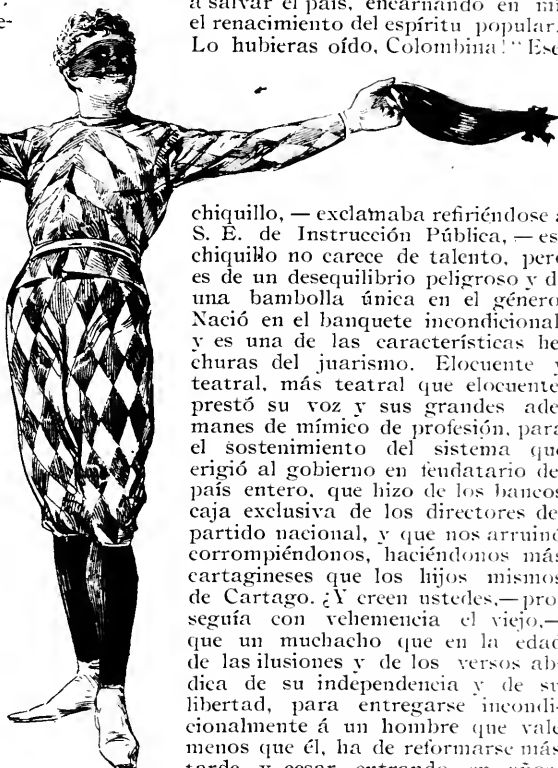 a salvar el país, encarnando en mi
el renacimiento del espíritu popular.
Lo hubieras oído, Colombina! “Ese
chiquillo, — exclamaba refiriéndose á
S. E. de Instrucción Pública, — es
chiquillo no carece de talento, per
es de un desequilibrio peligroso y d
una bambolla única en el género
Nació en el banquete incondicional
y es una de las características he
churas del juarismo. Elocuente y
teatral, más teatral que elocuente
prestó su voz y sus grandes ade
manes de mímico de profesión, para
el sostenimiento del sistema que
erigió al gobierno en feudatario de
país entero, que hizo de los bancos
caja exclusiva de los directores de
partido nacional, y que nos arruinó
corrompiéndonos, haciéndonos más
cartagineses que los hijos mismos
de Cartago. ¿Y creen ustedes,—pro
seguía con vehemencia el viejo,—
que un muchacho que en la edad
de las ilusiones y de los versos ab
dica de su independencia y de su
libertad, para entregarse incondi-
cionalmente á un hombre que vale
menos que él, ha de reformarse más